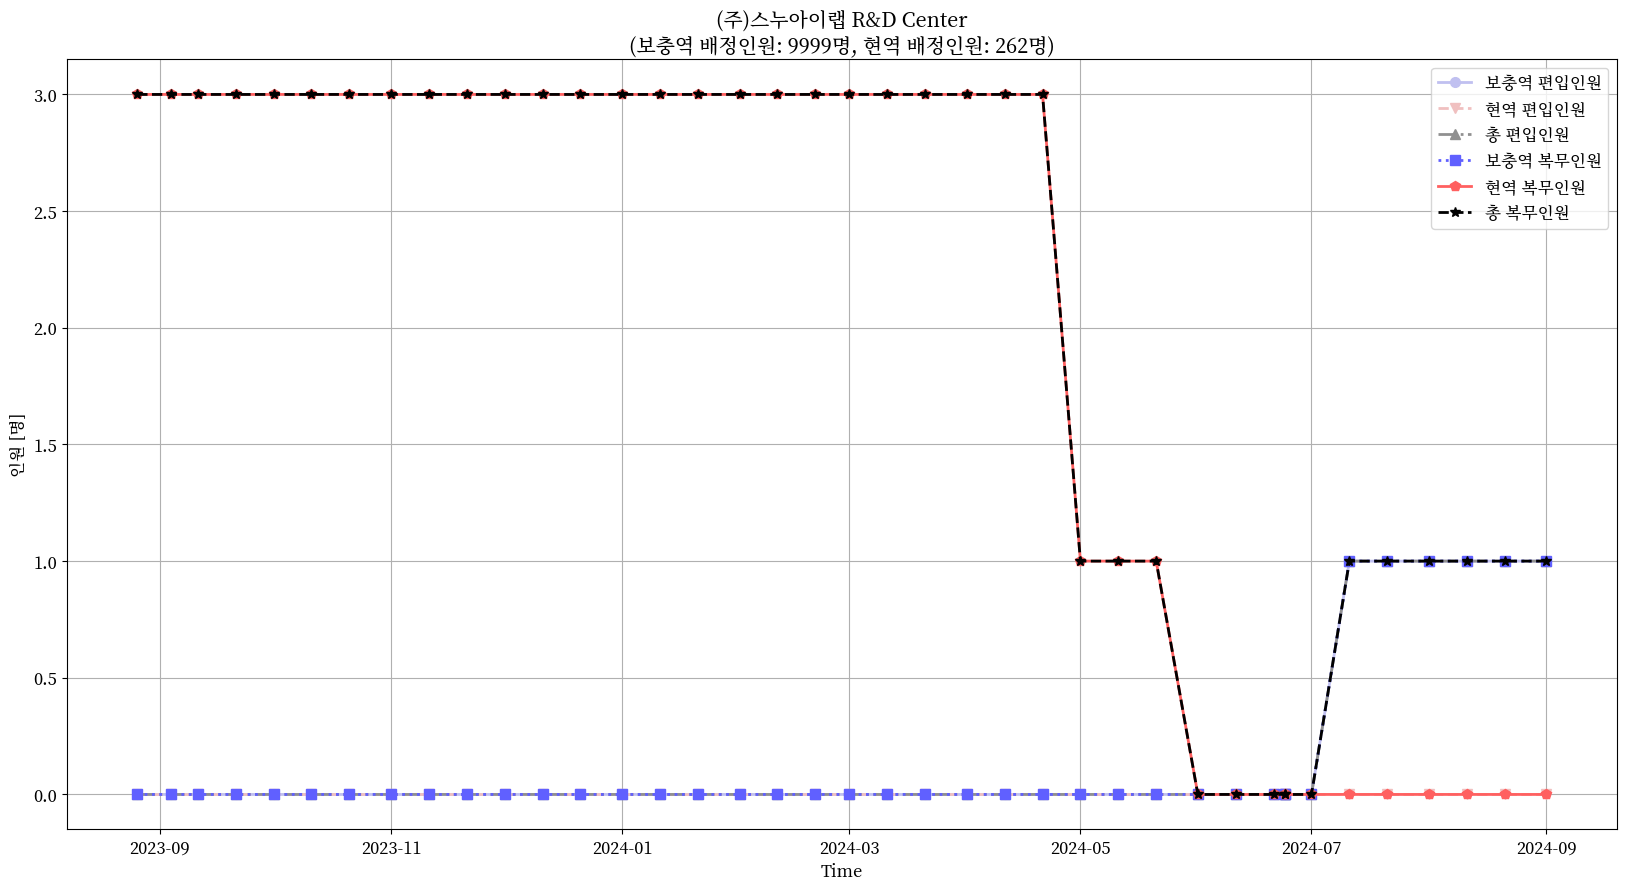 (주)스누아이랩 R&D Center
(보충역 배정인원: 9999명, 현역 배정인원: 262명)
보충역 편입인원
현역 편입인원
총 편입인원
보충역 복무인원
현역 복무인원
총 복무인원
인원 [명]
3.0
2.5
2.0
1.5
1.0
0.5
0.0
2023-09
2023-11
2024-01
2024-03
2024-05
2024-07
2024-09
Time